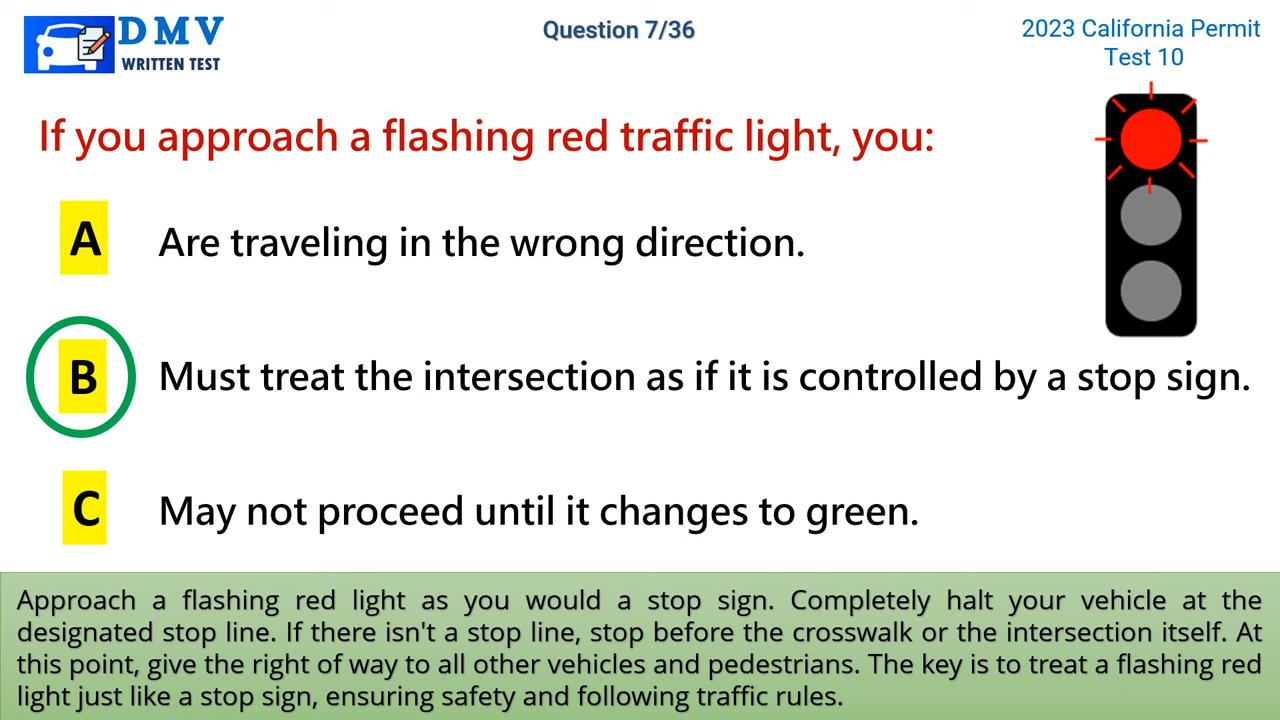 DMV
WRITTEN TEST
Question 7/36
2023 California Permit
Test 10
If you approach a flashing red traffic light, you:
A Are traveling in the wrong direction.
B Must treat the intersection as if it is controlled by a stop sign.
C May not proceed until it changes to green.
Approach a flashing red light as you would a stop sign. Completely halt your vehicle at the
designated stop line. If there isn't a stop line, stop before the crosswalk or the intersection itself. At
this point, give the right of way to all other vehicles and pedestrians. The key is to treat a flashing red
light just like a stop sign, ensuring safety and following traffic rules.